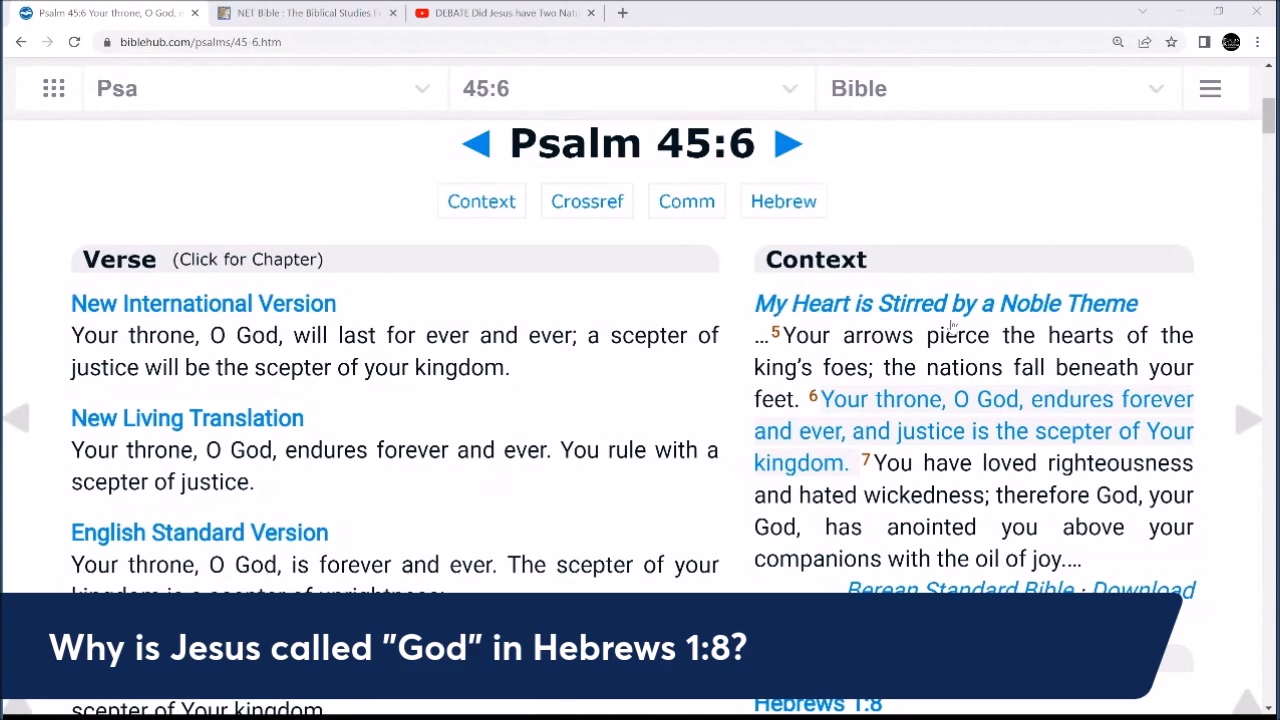 Psalm 45:6 Your throne, O God, e
NET Bible : The Biblical Studies F
DEBATE Did Jesus have Two Natu
biblehub.com/psalms/45-6.htm
Psa
45:6
Bible
Psalm 45:6
Context
Crossref
Comm
Hebrew
Verse (Click for Chapter)
New International Version
Your throne, O God, will last for ever and ever; a scepter of
justice will be the scepter of your kingdom.
New Living Translation
Your throne, O God, endures forever and ever. You rule with a
scepter of justice.
English Standard Version
Your throne, O God, is forever and ever. The scepter of your
kingdom is a scepter of uprightness;
scepter of Your kingdom.
Context
My Heart is Stirred by a Noble Theme
…5Your arrows pierce the hearts of the
king's foes; the nations fall beneath your
feet. 6Your throne, O God, endures forever
and ever, and justice is the scepter of Your
kingdom. 7You have loved righteousness
and hated wickedness; therefore God, your
God, has anointed you above your
companions with the oil of joy.…
Berean Standard Bible · Download
Hebrews 1:8
Why is Jesus called "God" in Hebrews 1:8?